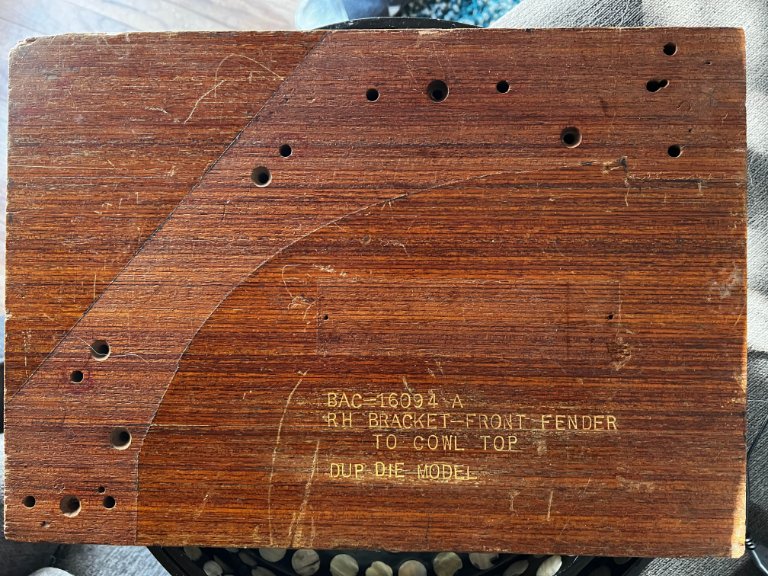 BAC-16094-A
RH BRACKET-FRONT FENDER
TO COWL TOP
DUP DIE MODEL